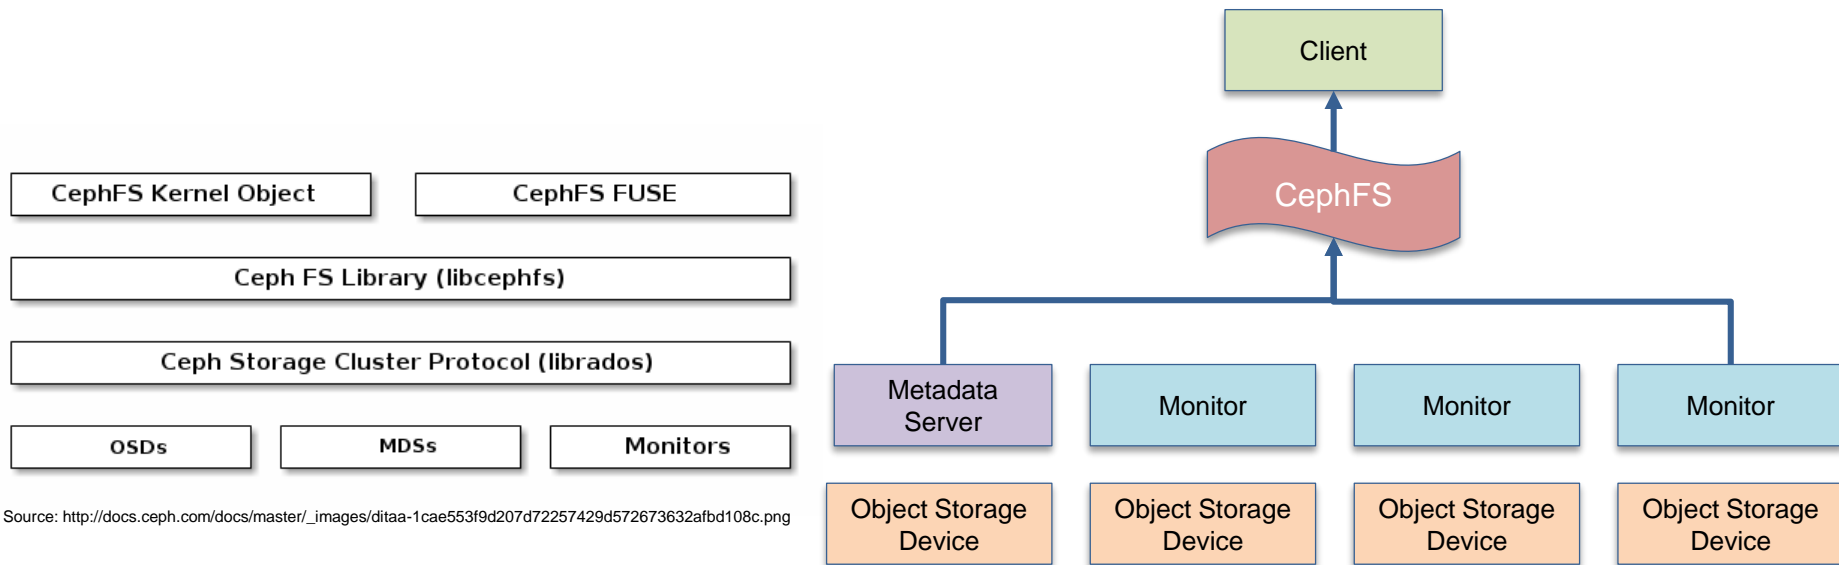 CephFS Kernel Object
CephFS FUSE
Ceph FS Library (libcephfs)
Ceph Storage Cluster Protocol (librados)
OSDs
MDSs
Monitors
Source: http://docs.ceph.com/docs/master/_images/ditaa-1cae553f9d207d72257429d572673632afbd108c.png
Client
CephFS
Metadata
Server
Monitor
Monitor
Monitor
Object Storage
Device
Object Storage
Device
Object Storage
Device
Object Storage
Device